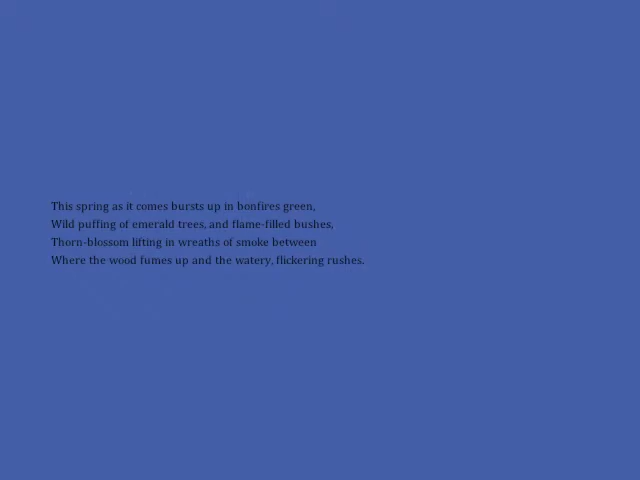 This spring as it comes bursts up in bonfires green,
Wild puffing of emerald trees, and flame-filled bushes,
Thorn-blossom lifting in wreaths of smoke between
Where the wood fumes up and the watery, flickering rushes.